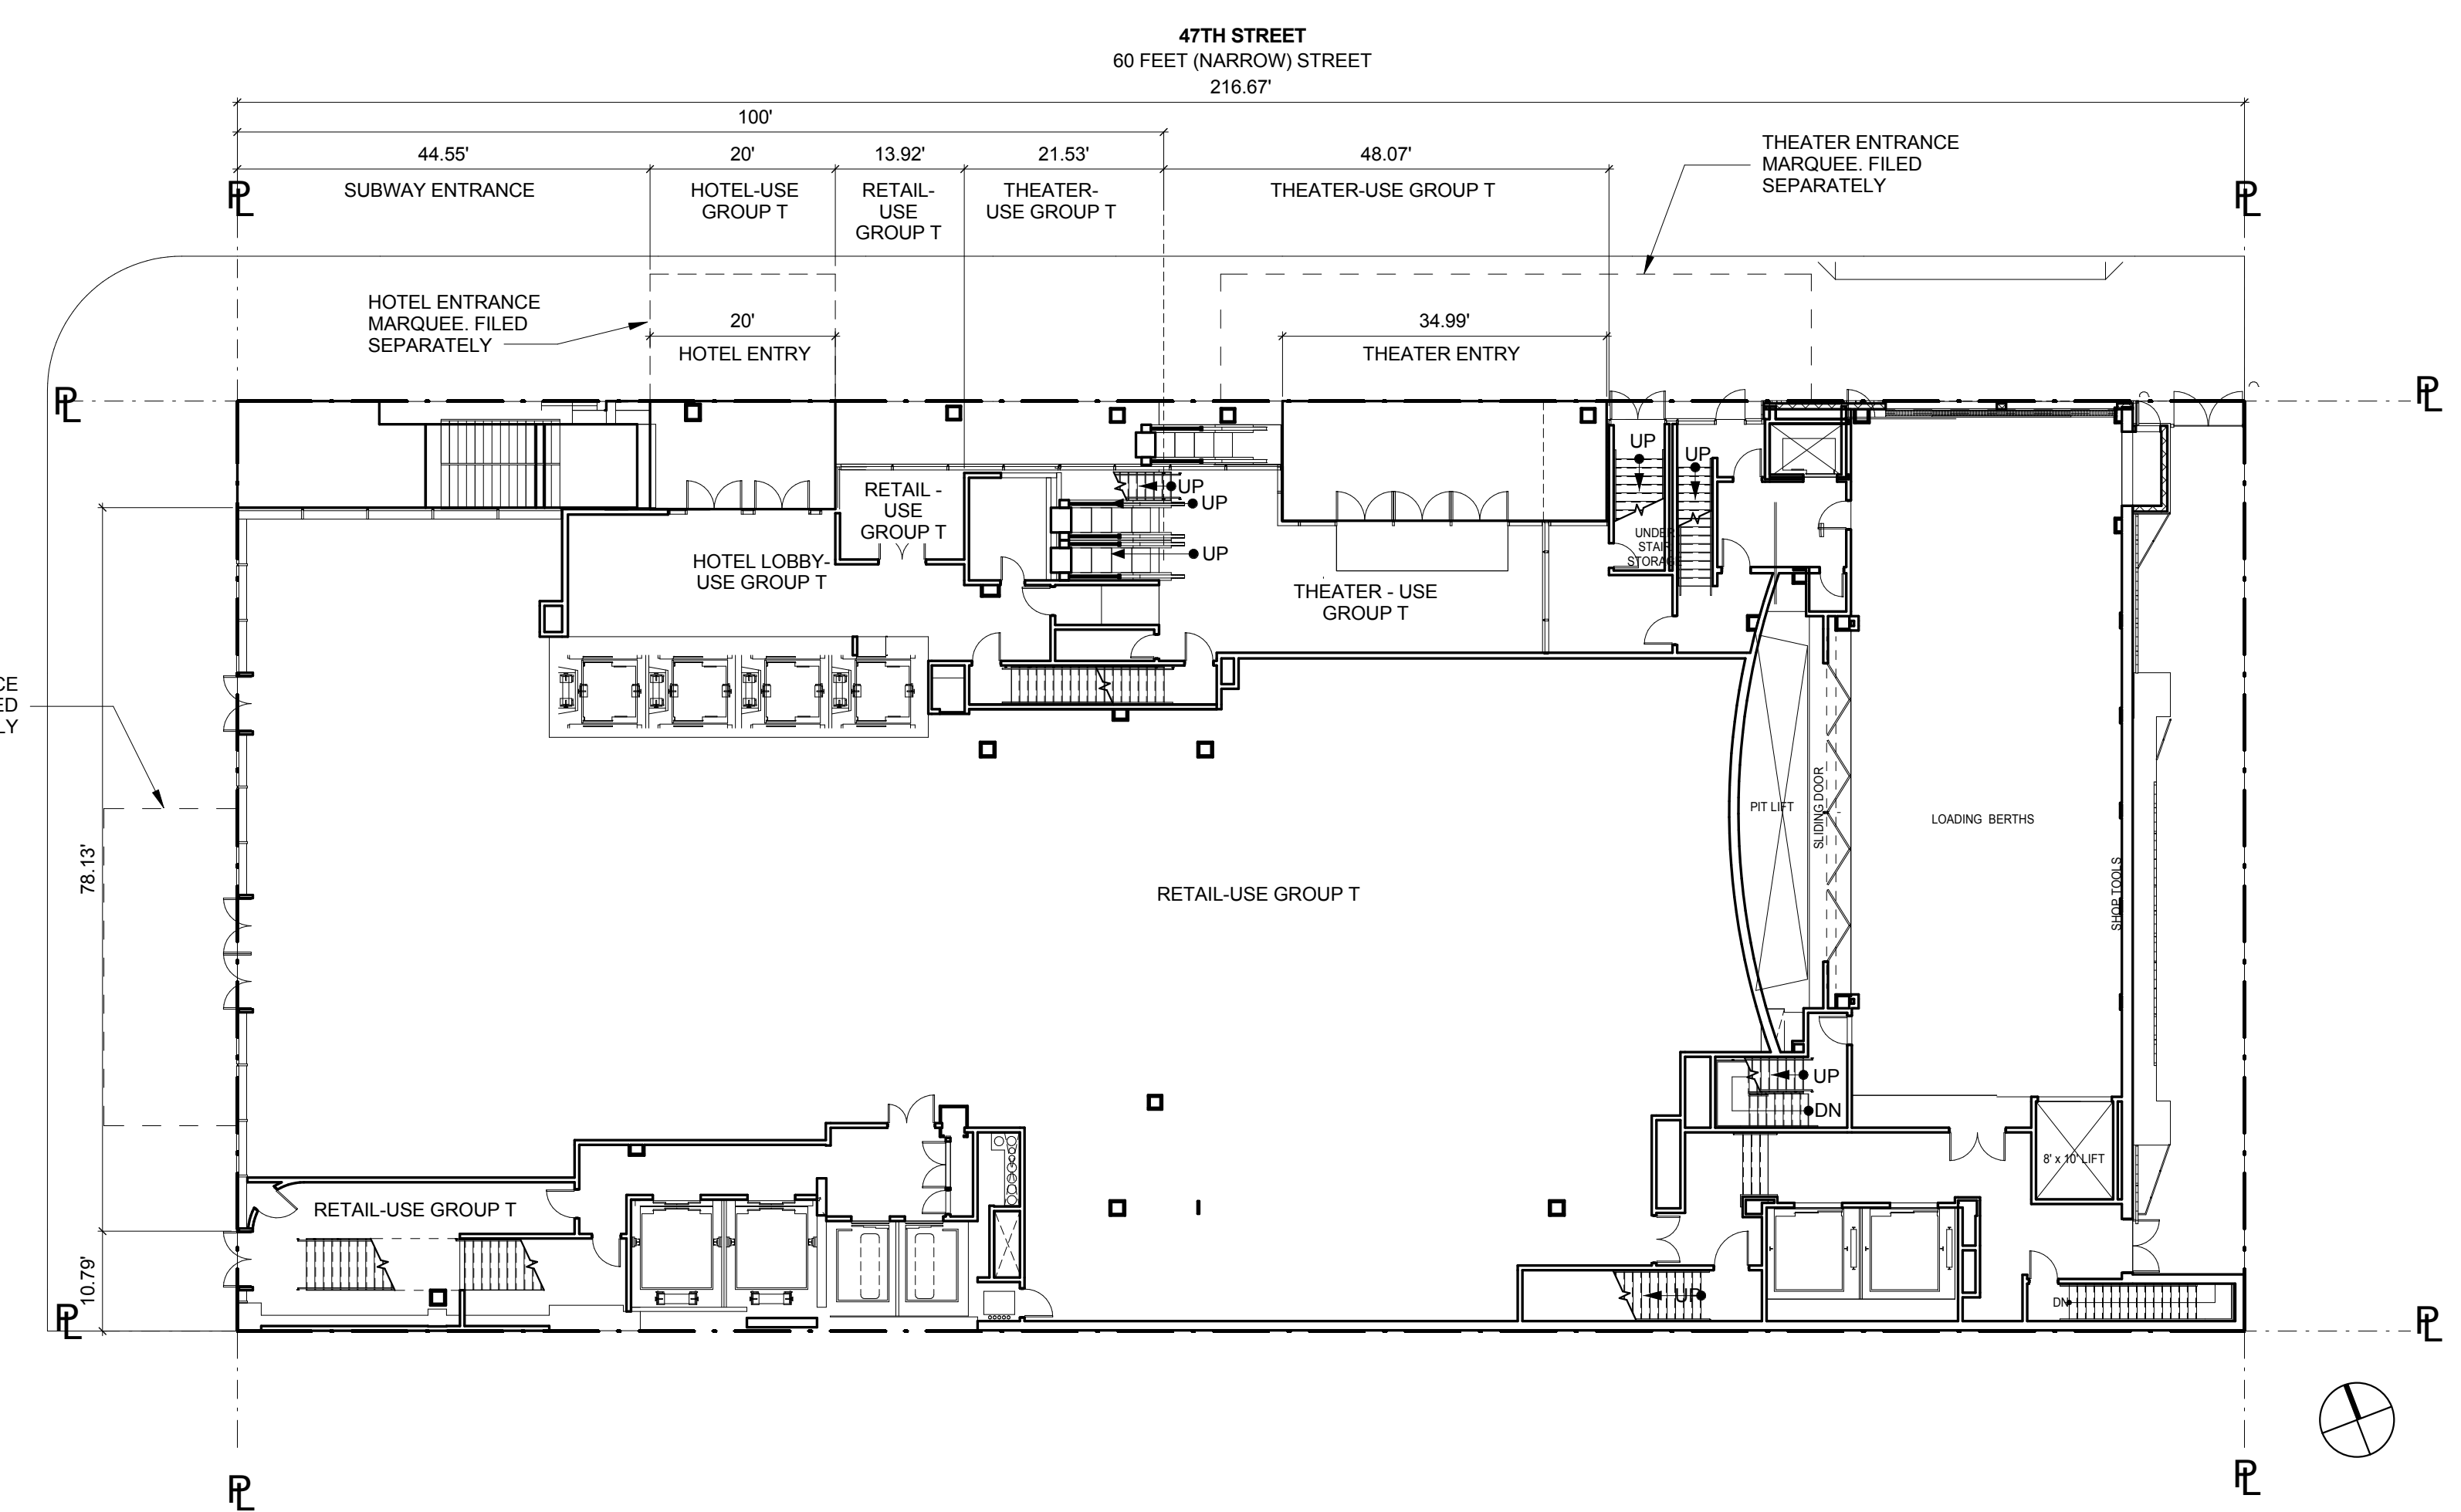 47TH STREET
60 FEET (NARROW) STREET
216.67'
100'
44.55'
20'
13.92'
21.53'
48.07'
SUBWAY ENTRANCE
HOTEL-USE
GROUP T
RETAIL-
USE
GROUP T
THEATER-
USE GROUP T
THEATER-USE GROUP T
THEATER ENTRANCE
MARQUEE. FILED
SEPARATELY
PL
PL
HOTEL ENTRANCE
MARQUEE. FILED
SEPARATELY
20'
HOTEL ENTRY
34.99'
THEATER ENTRY
PL
PL
UP
UP
RETAIL -
USE
GROUP T
UP
UP
UP
HOTEL LOBBY-
USE GROUP T
THEATER - USE
GROUP T
UNDER
STAIR
STORAGE
CE
ED
LY
PIT LIFT
SLIDING DOOR
LOADING BERTHS
SHOP TOOLS
78.13'
RETAIL-USE GROUP T
UP
DN
8' x 10' LIFT
RETAIL-USE GROUP T
10.79'
UP
DN
PL
PL
PL
PL